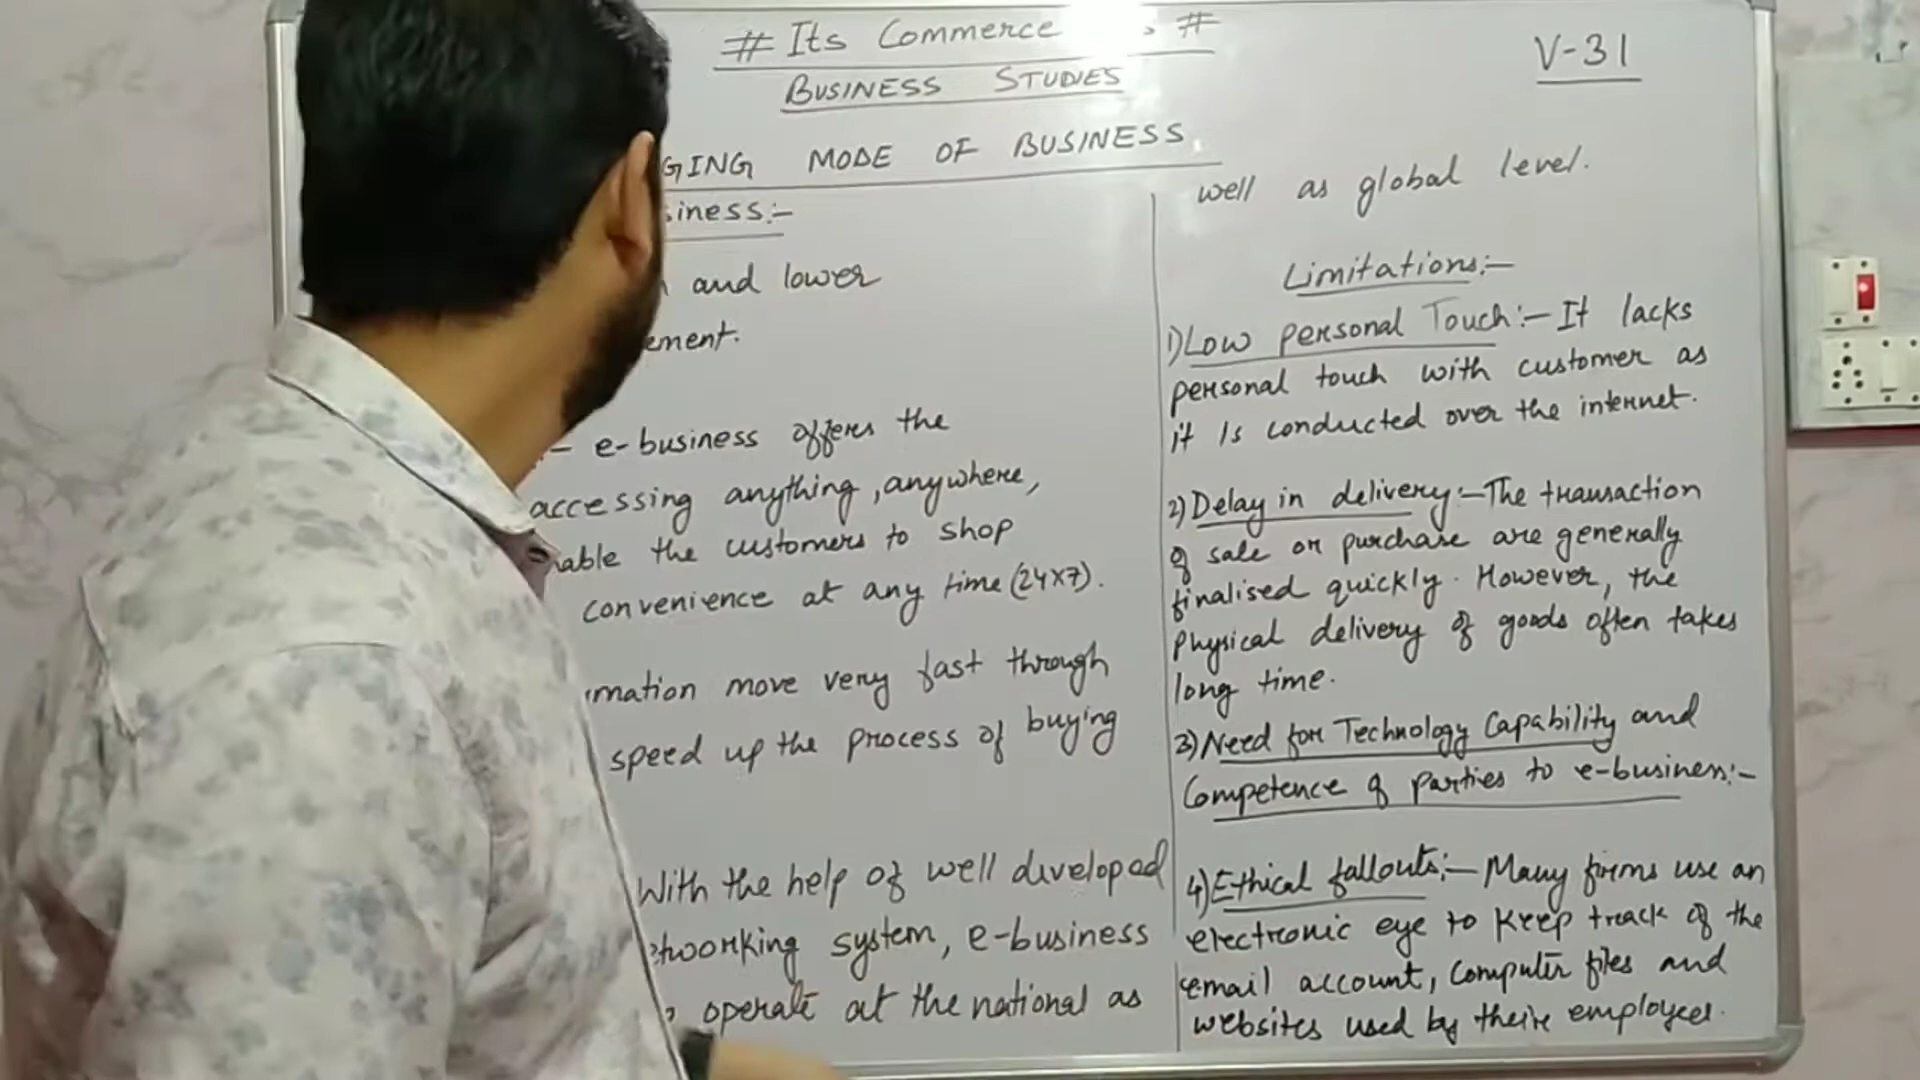 # Its Commerce #
BUSINESS STUDIES
V-31
GING MODE OF BUSINESS
siness:-
and lower
ement.
:- e-business offers the
accessing anything, anywhere,
nable the customers to shop
convenience at any time (24x7).
rmation move very fast through
speed up the process of buying
With the help of well developed
etworking system, e-business
operate at the national as
well as global level.
Limitations:-
1) Low personal Touch:- It lacks
personal touch with customer as
it is conducted over the internet.
2) Delay in delivery:- The transaction
of sale or purchase are generally
finalised quickly. However, the
Physical delivery of goods often takes
long time.
3) Need for Technology Capability and
Competence of parties to e-business:-
4) Ethical fallouts:- Many firms use an
electronic eye to keep track of the
email account, Computer files and
websites used by their employees.